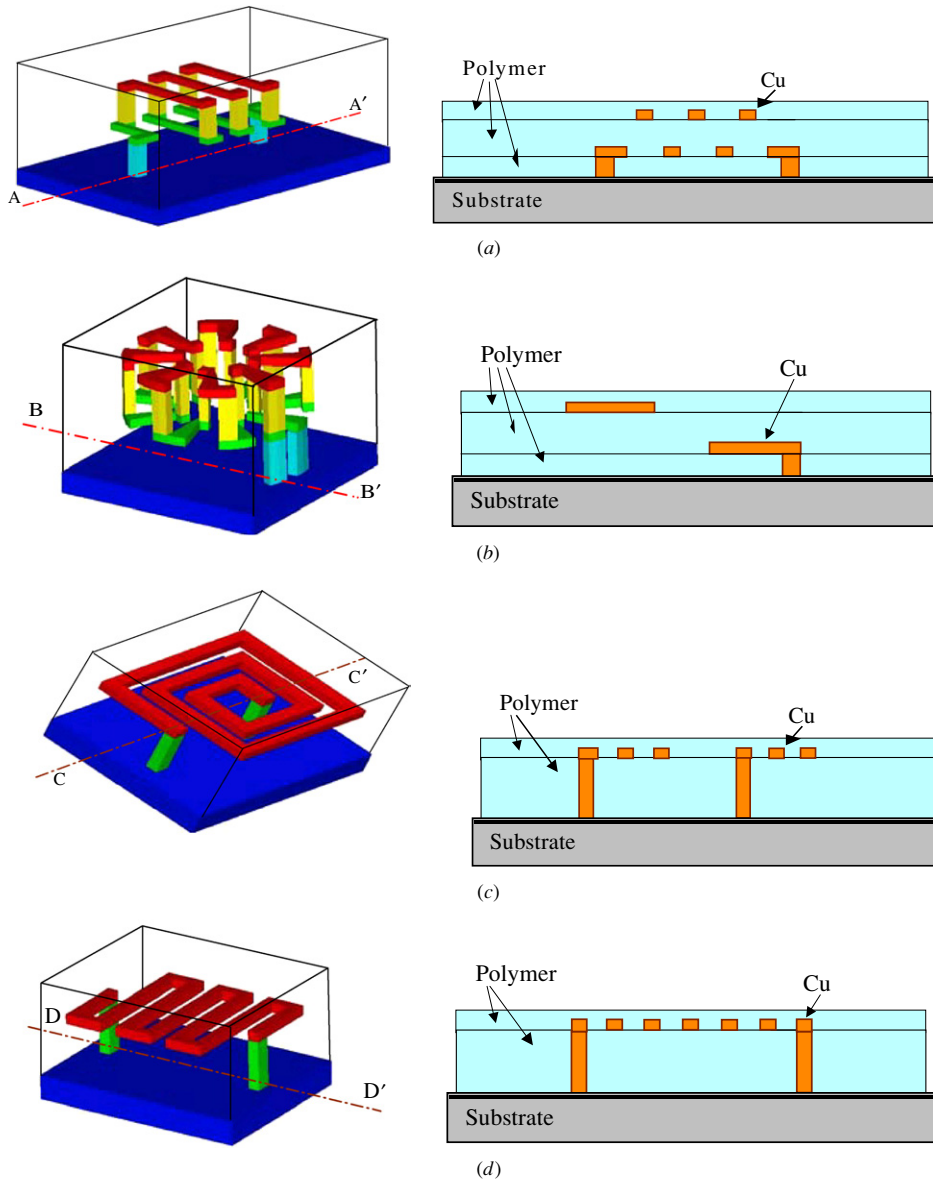 Polymer
Cu
A′
A
Substrate
(a)
Polymer
Cu
B
B′
Substrate
(b)
C′
Polymer
Cu
C
Substrate
(c)
Polymer
Cu
D
D′
Substrate
(d)